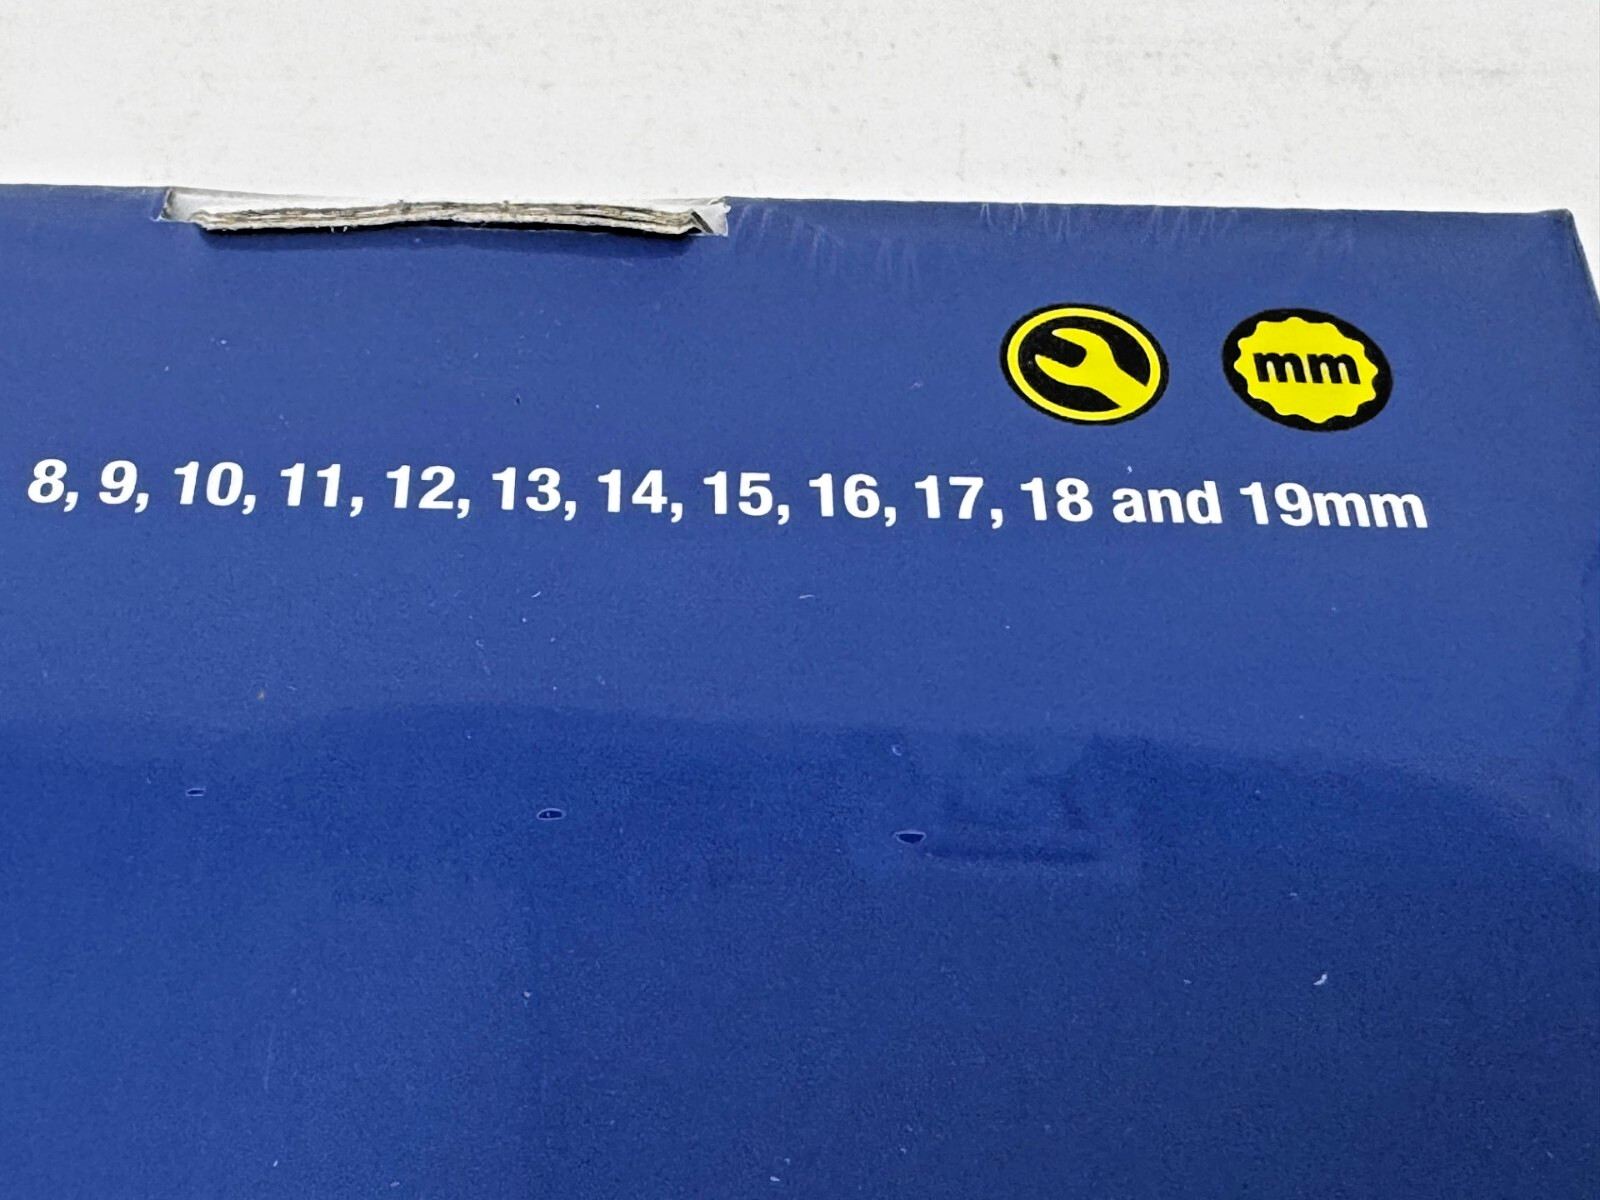 mm
8, 9, 10, 11, 12, 13, 14, 15, 16, 17, 18 and 19mm